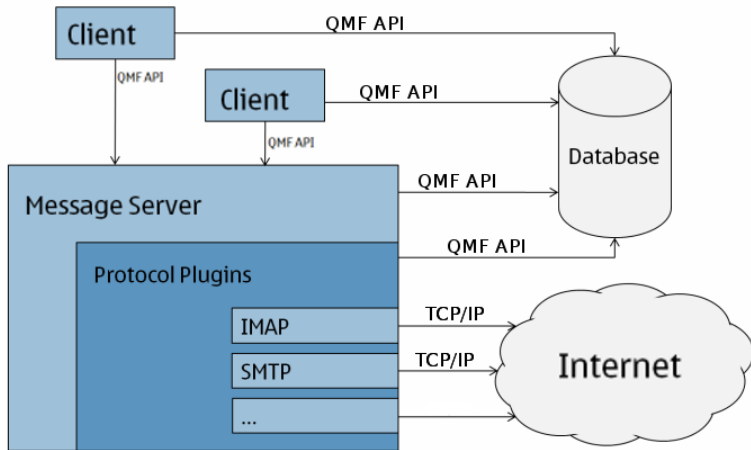 Client
QMF API
QMF API
Client
QMF API
QMF API
Database
Message Server
QMF API
QMF API
Protocol Plugins
IMAP
TCP/IP
SMTP
TCP/IP
...
Internet